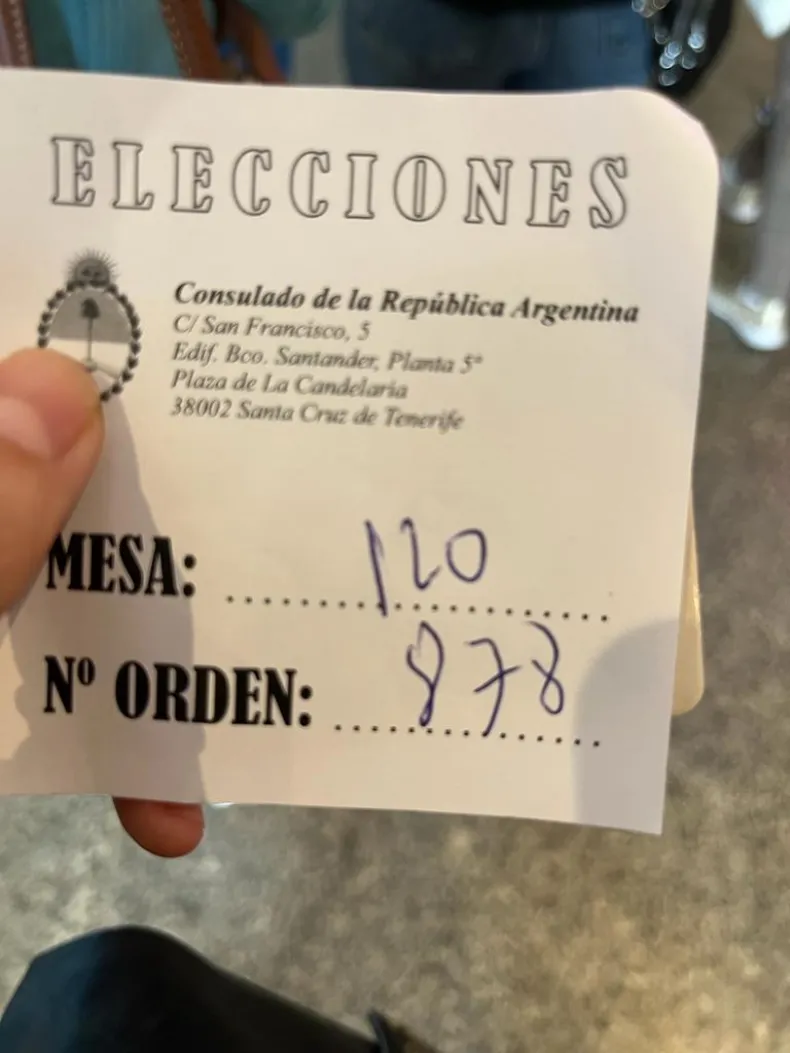 ELECCIONES
Consulado de la República Argentina
C/ San Francisco, 5
Edif. Bco. Santander, Planta 5ª
Plaza de La Candelaria
38002 Santa Cruz de Tenerife
MESA: 120
Nº ORDEN: 878